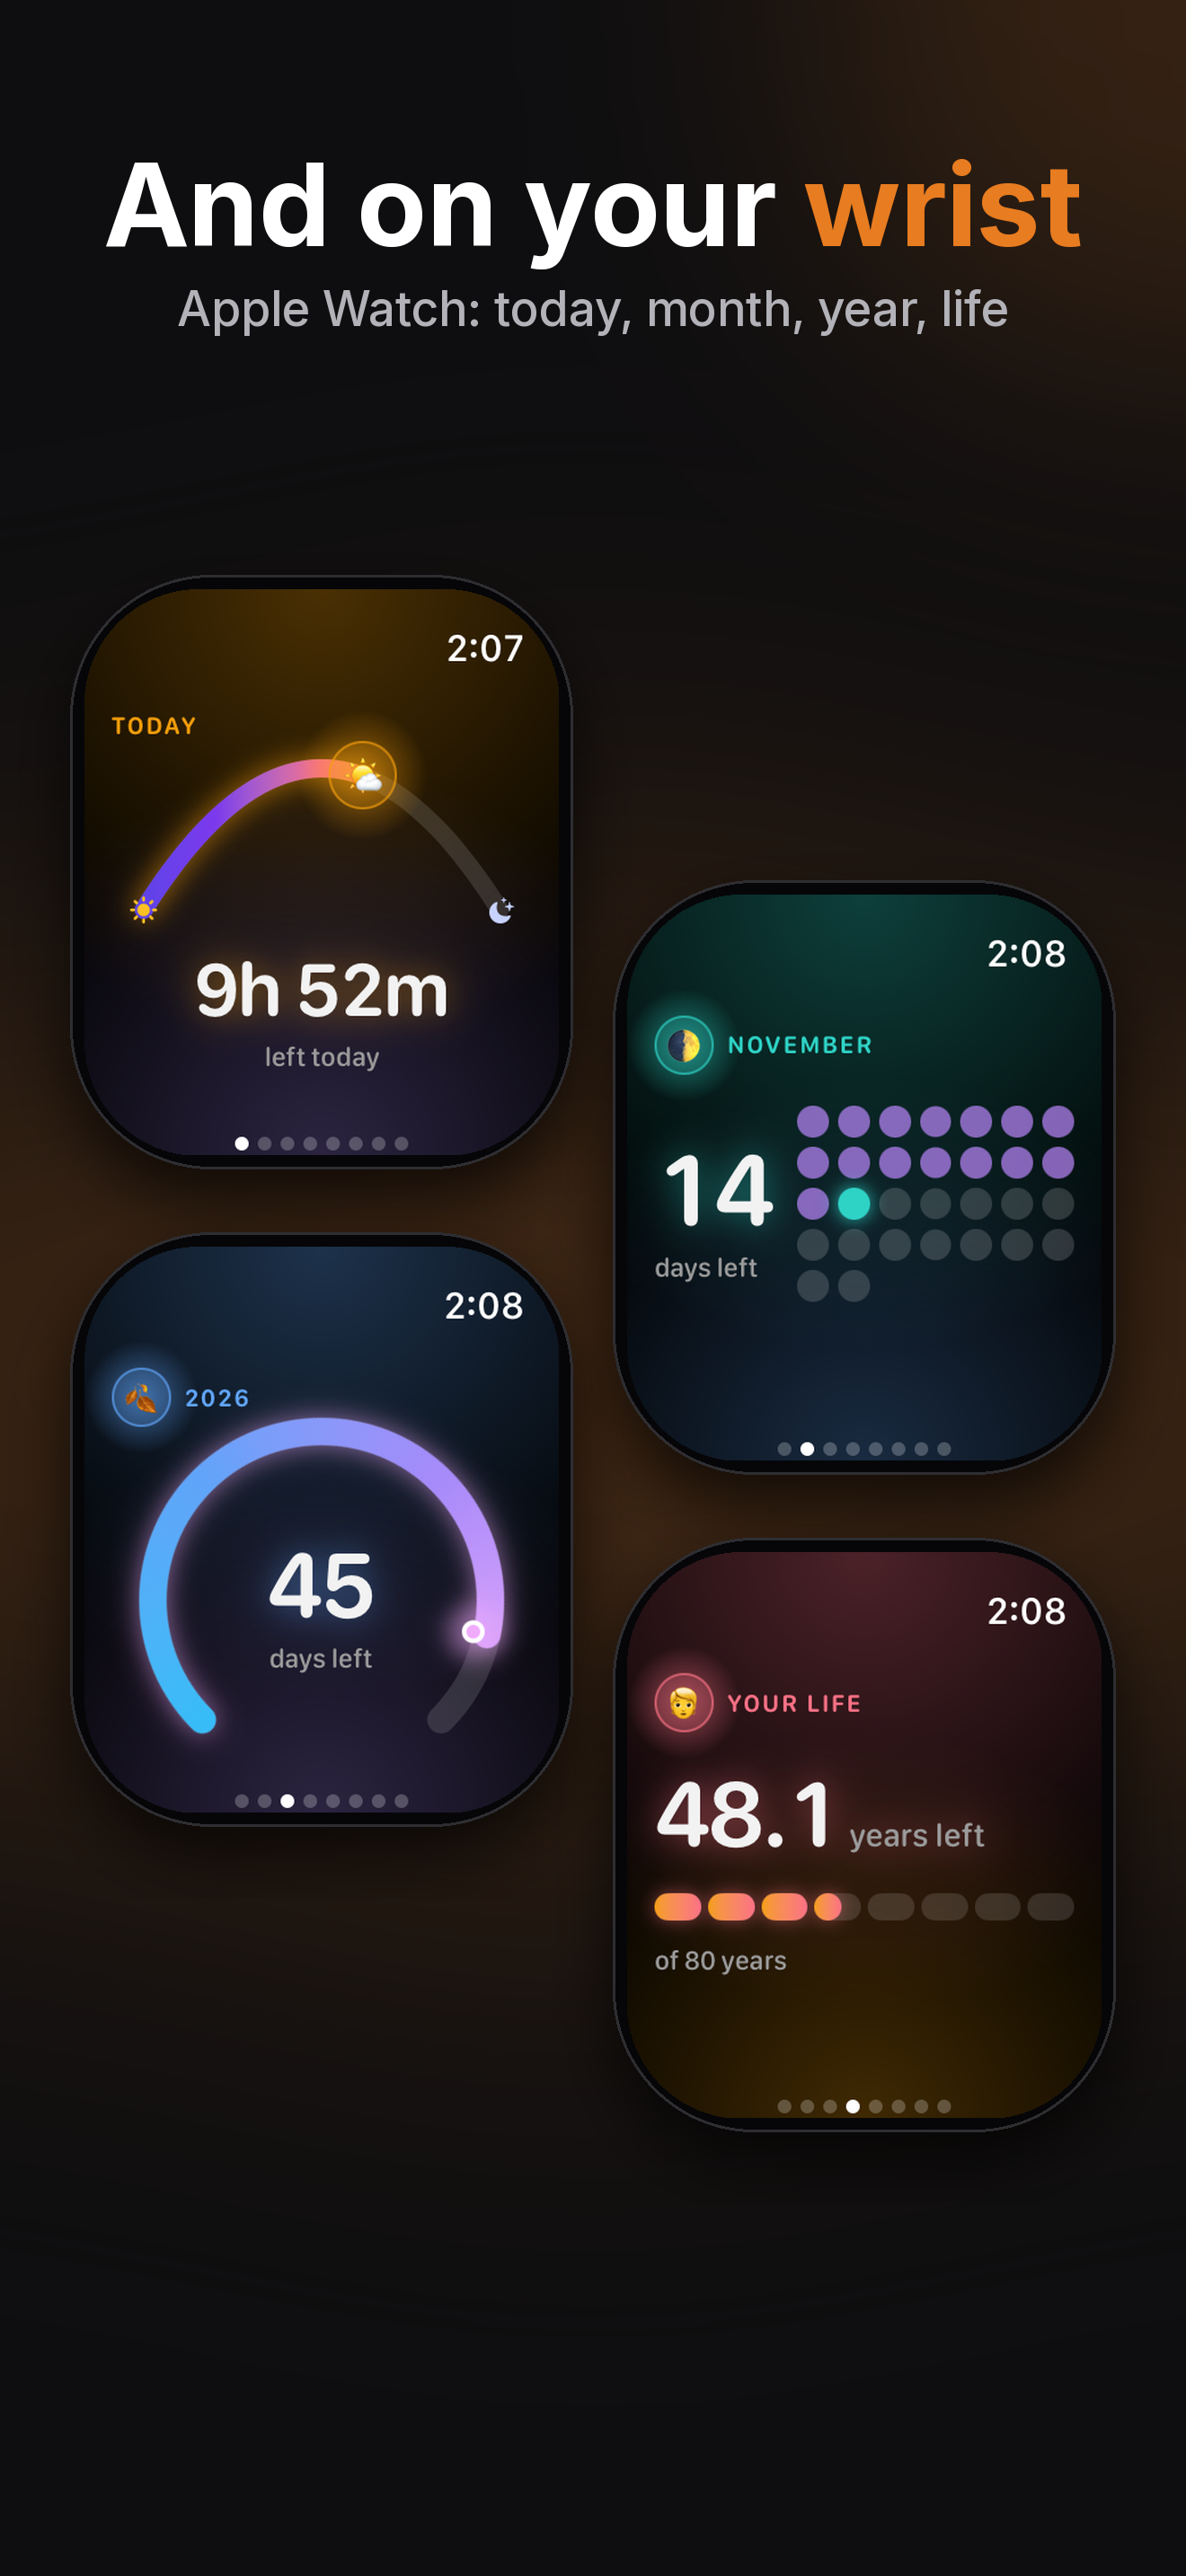 And on your wrist
Apple Watch: today, month, year, life
2:07
TODAY
9h 52m
left today
2:08
NOVEMBER
14
days left
2:08
2026
45
days left
2:08
YOUR LIFE
48.1 years left
of 80 years